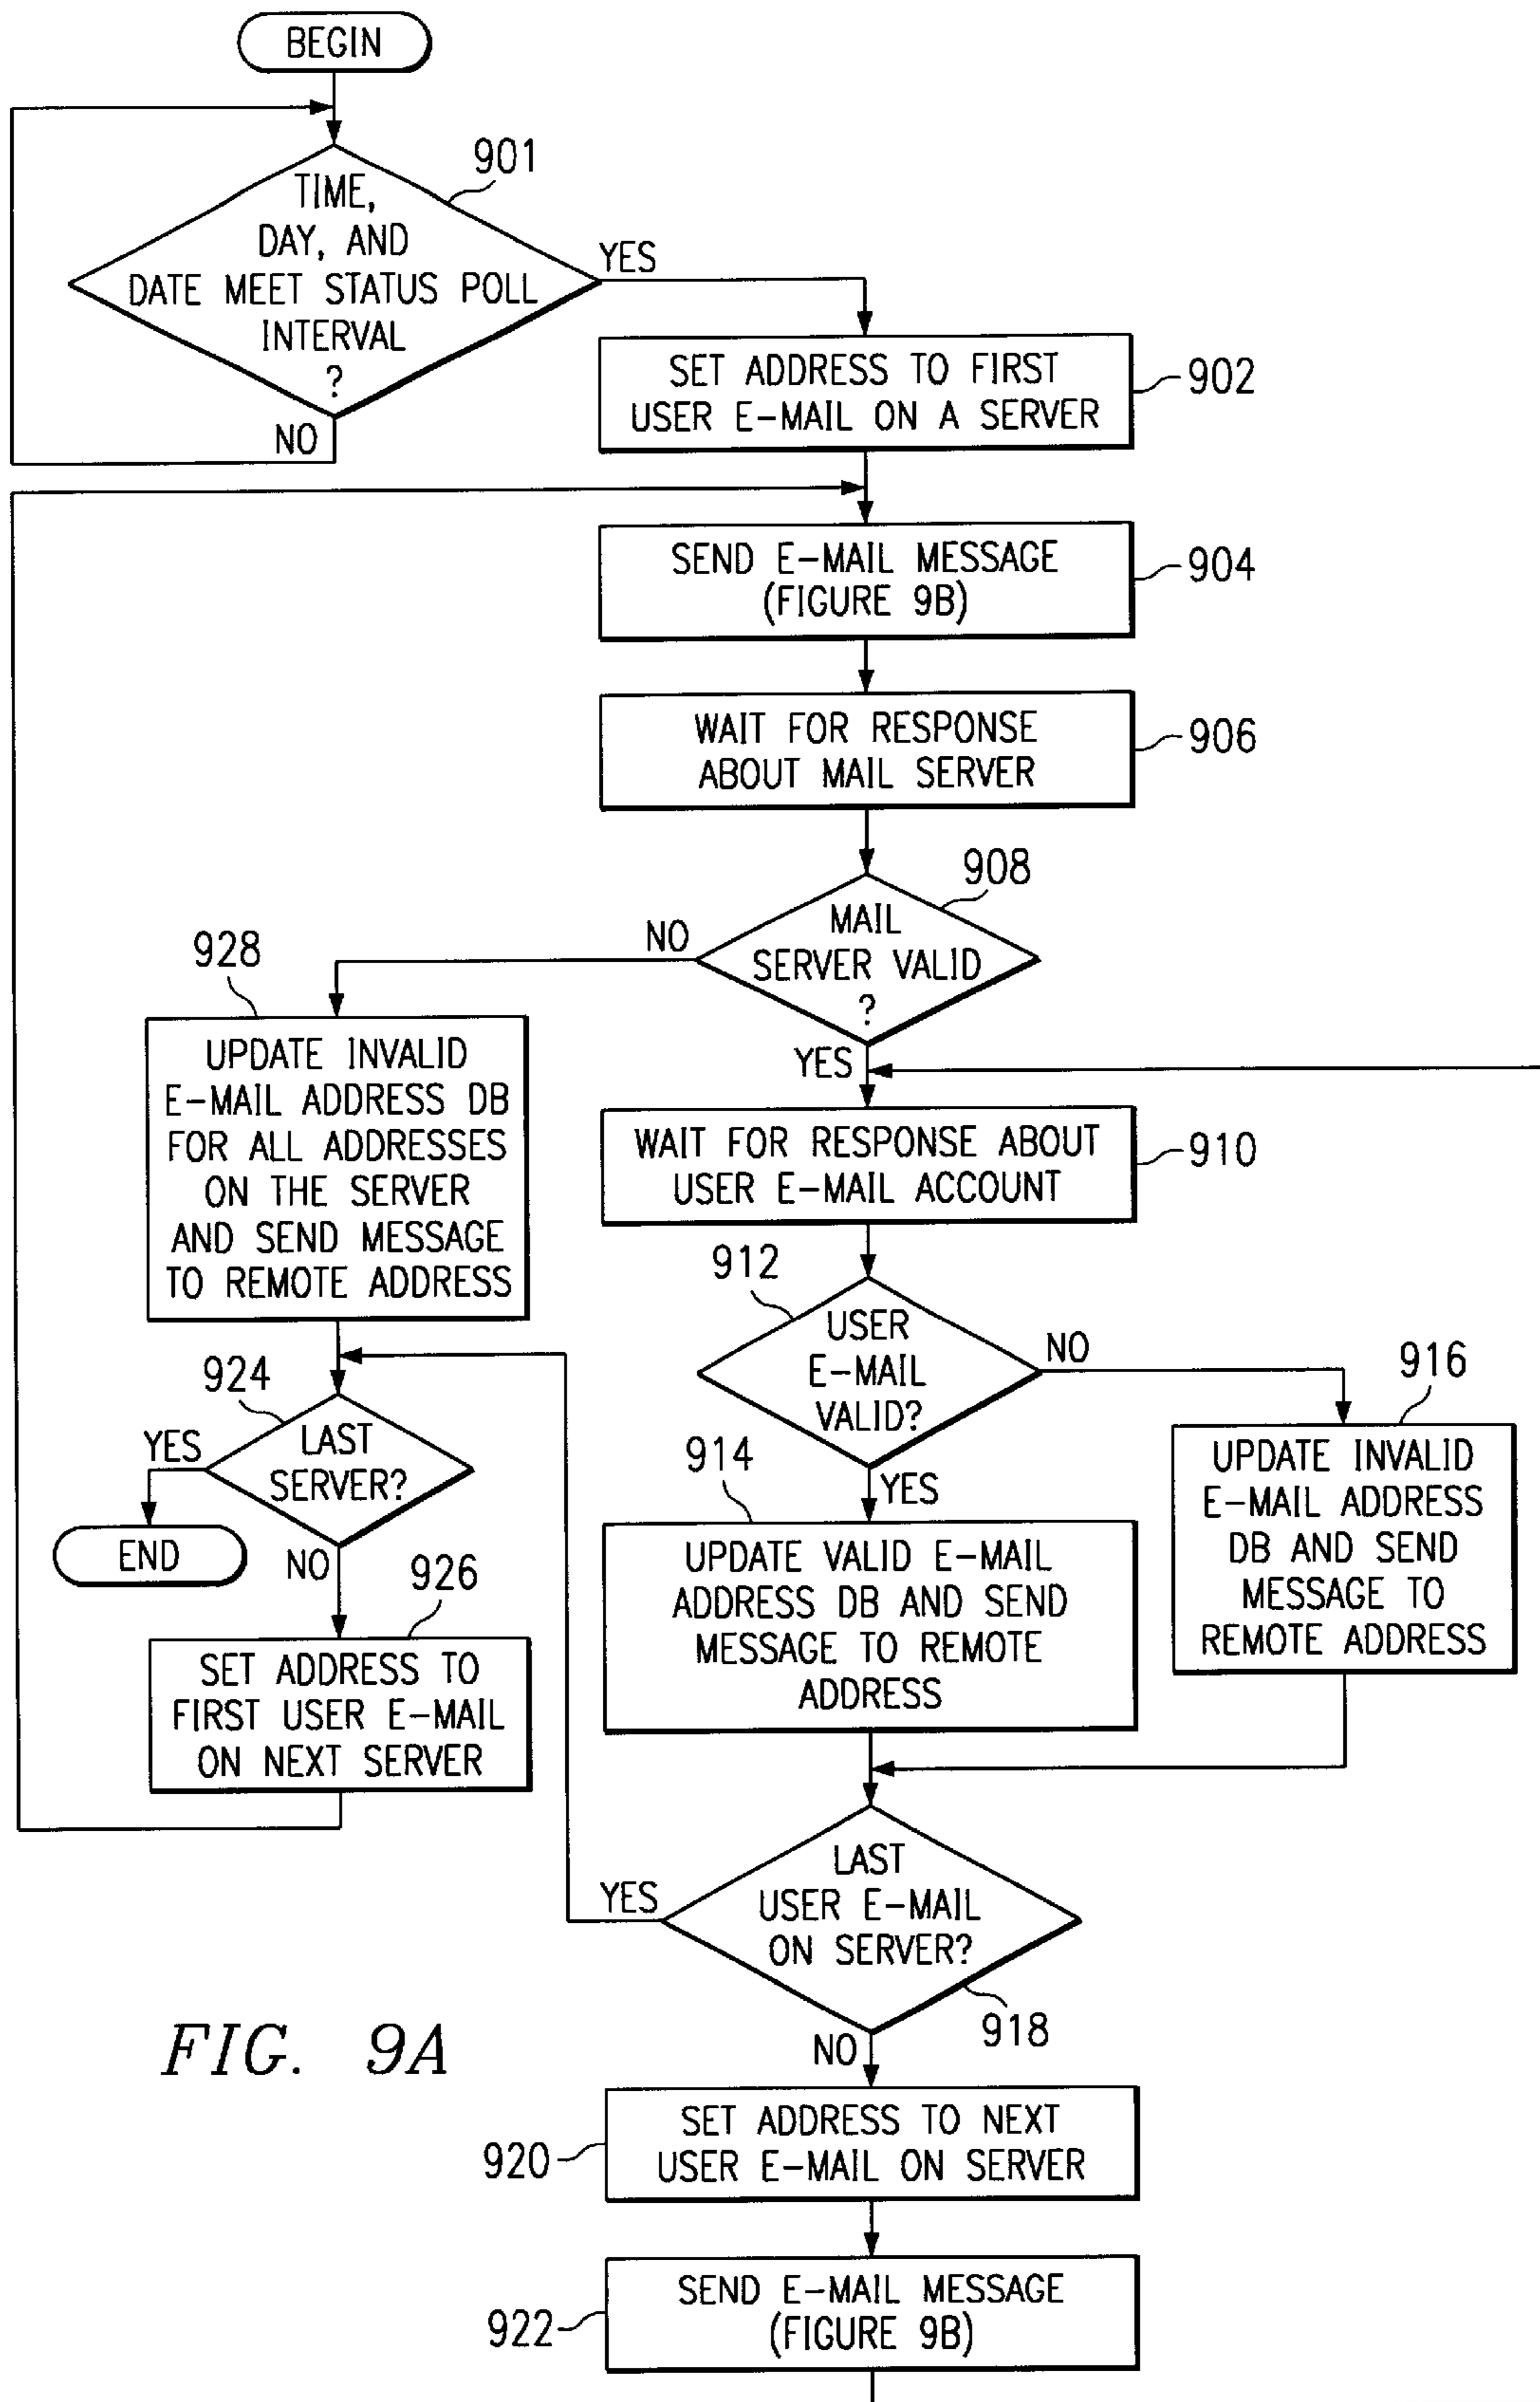 BEGIN
901
TIME,
DAY, AND
DATE MEET STATUS POLL
INTERVAL
?
YES
NO
SET ADDRESS TO FIRST
USER E-MAIL ON A SERVER
902
SEND E-MAIL MESSAGE
(FIGURE 9B)
904
WAIT FOR RESPONSE
ABOUT MAIL SERVER
906
908
MAIL
SERVER VALID
?
NO
YES
928
UPDATE INVALID
E-MAIL ADDRESS DB
FOR ALL ADDRESSES
ON THE SERVER
AND SEND MESSAGE
TO REMOTE ADDRESS
WAIT FOR RESPONSE ABOUT
USER E-MAIL ACCOUNT
910
912
USER
E-MAIL
VALID?
NO
YES
916
UPDATE INVALID
E-MAIL ADDRESS
DB AND SEND
MESSAGE TO
REMOTE ADDRESS
914
UPDATE VALID E-MAIL
ADDRESS DB AND SEND
MESSAGE TO REMOTE
ADDRESS
924
LAST
SERVER?
YES
END
NO
926
SET ADDRESS TO
FIRST USER E-MAIL
ON NEXT SERVER
LAST
USER E-MAIL
ON SERVER?
YES
918
NO
FIG. 9A
SET ADDRESS TO NEXT
USER E-MAIL ON SERVER
920
SEND E-MAIL MESSAGE
(FIGURE 9B)
922